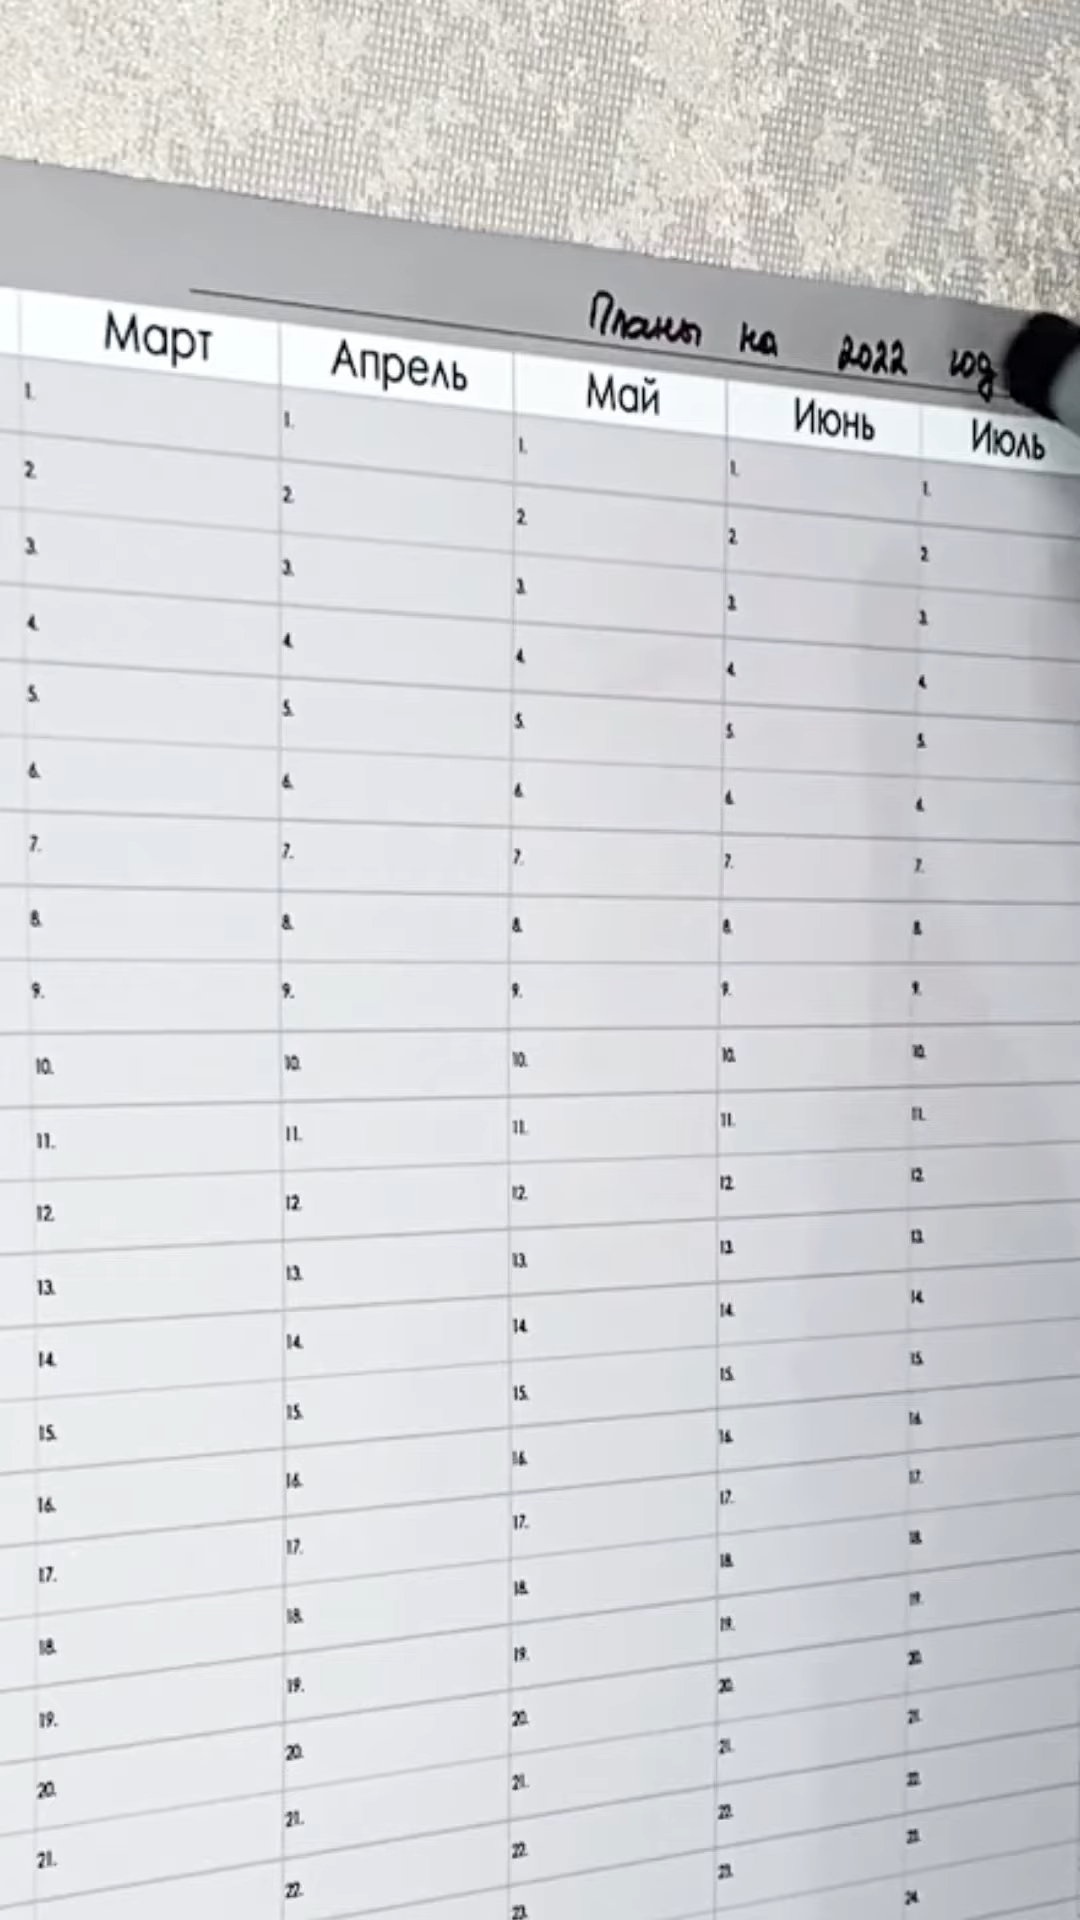 Планы на 2022 год
Март Апрель Май Июнь Июль
1. 1. 1. 1. 1.
2. 2. 2. 2. 2.
3. 3. 3. 3. 3.
4. 4. 4. 4. 4.
5. 5. 5. 5. 5.
6. 6. 6. 6. 6.
7. 7. 7. 7. 7.
8. 8. 8. 8. 8.
9. 9. 9. 9. 9.
10. 10. 10. 10. 10.
11. 11. 11. 11. 11.
12. 12. 12. 12. 12.
13. 13. 13. 13. 13.
14. 14. 14. 14. 14.
15. 15. 15. 15. 15.
16. 16. 16. 16. 16.
17. 17. 17. 17. 17.
18. 18. 18. 18. 18.
19. 19. 19. 19. 19.
20. 20. 20. 20. 20.
21. 21. 21. 21. 21.
22. 22. 22. 22.
23. 23. 23.
24.